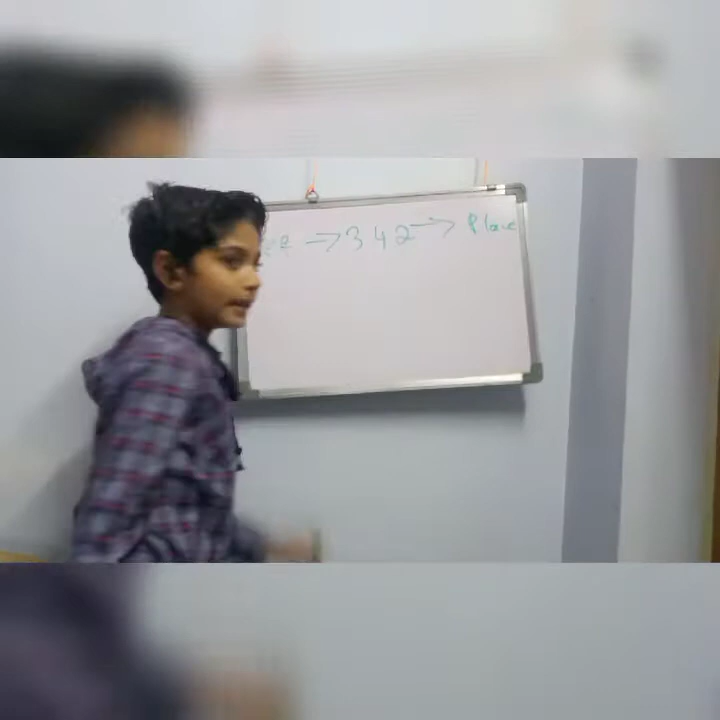 → 342 → Place